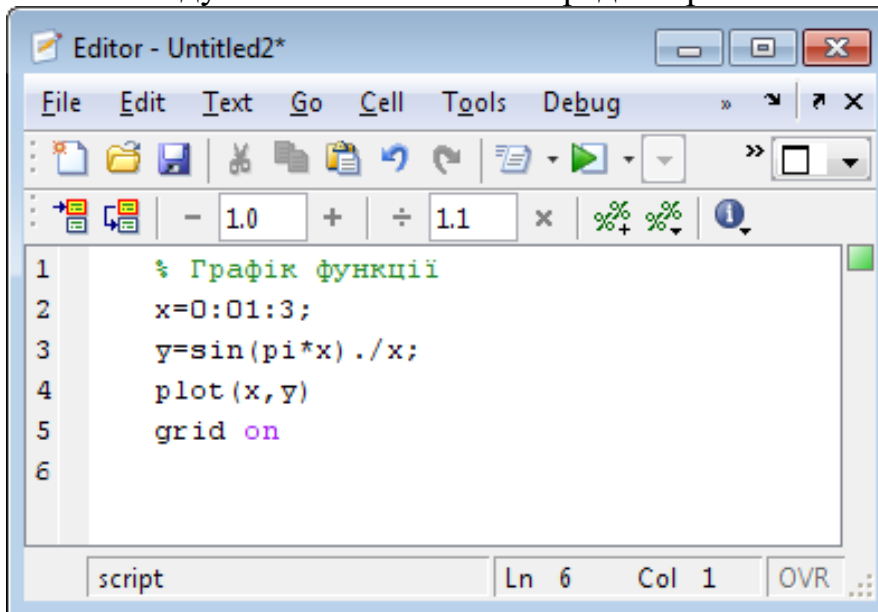 Editor - Untitled2*
File Edit Text Go Cell Tools Debug »
» 
- 1.0 + ÷ 1.1 ×
1 % Графік функції
2 x=0:01:3;
3 y=sin(pi*x)./x;
4 plot(x,y)
5 grid on
6
script Ln 6 Col 1 OVR